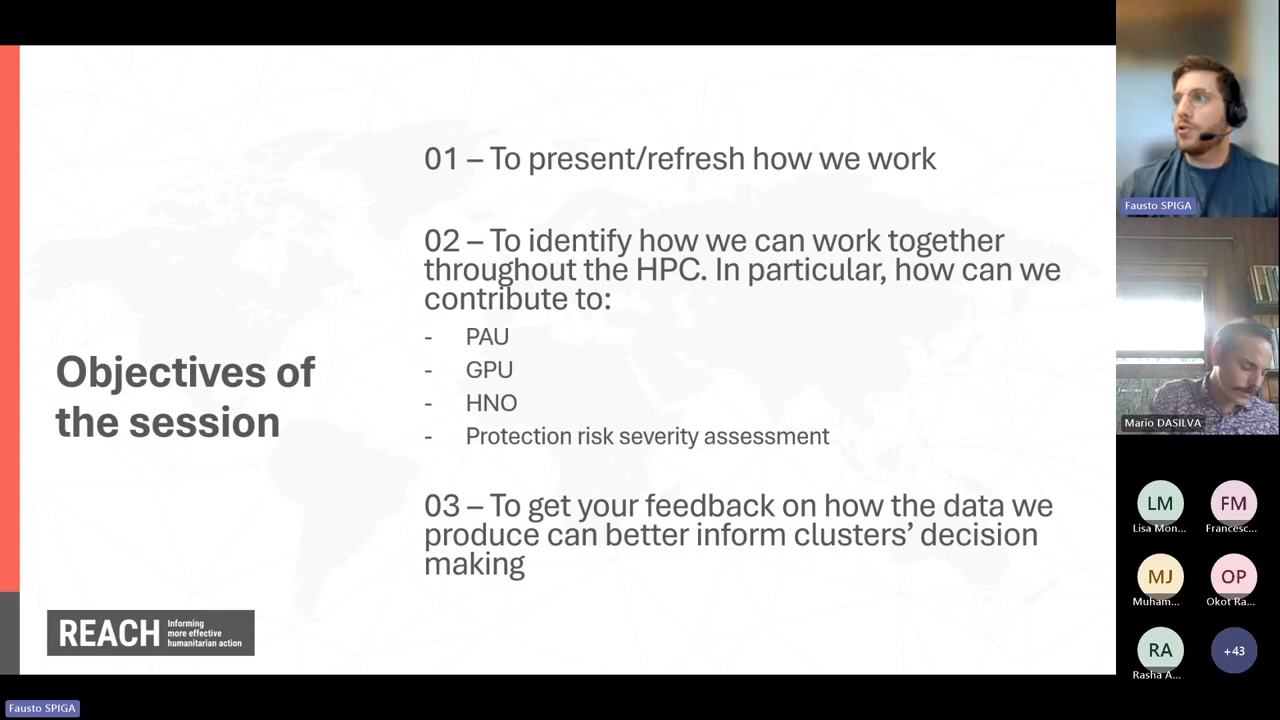 Objectives of
the session
01 – To present/refresh how we work
02 – To identify how we can work together
throughout the HPC. In particular, how can we
contribute to:
- PAU
- GPU
- HNO
- Protection risk severity assessment
03 – To get your feedback on how the data we
produce can better inform clusters’ decision
making
REACH
Informing
more effective
humanitarian action
Fausto SPIGA
Fausto SPIGA
Mario DASILVA
LM
Lisa Mon...
FM
Francesc...
MJ
Muham...
OP
Okot Ra...
RA
Rasha A...
+43